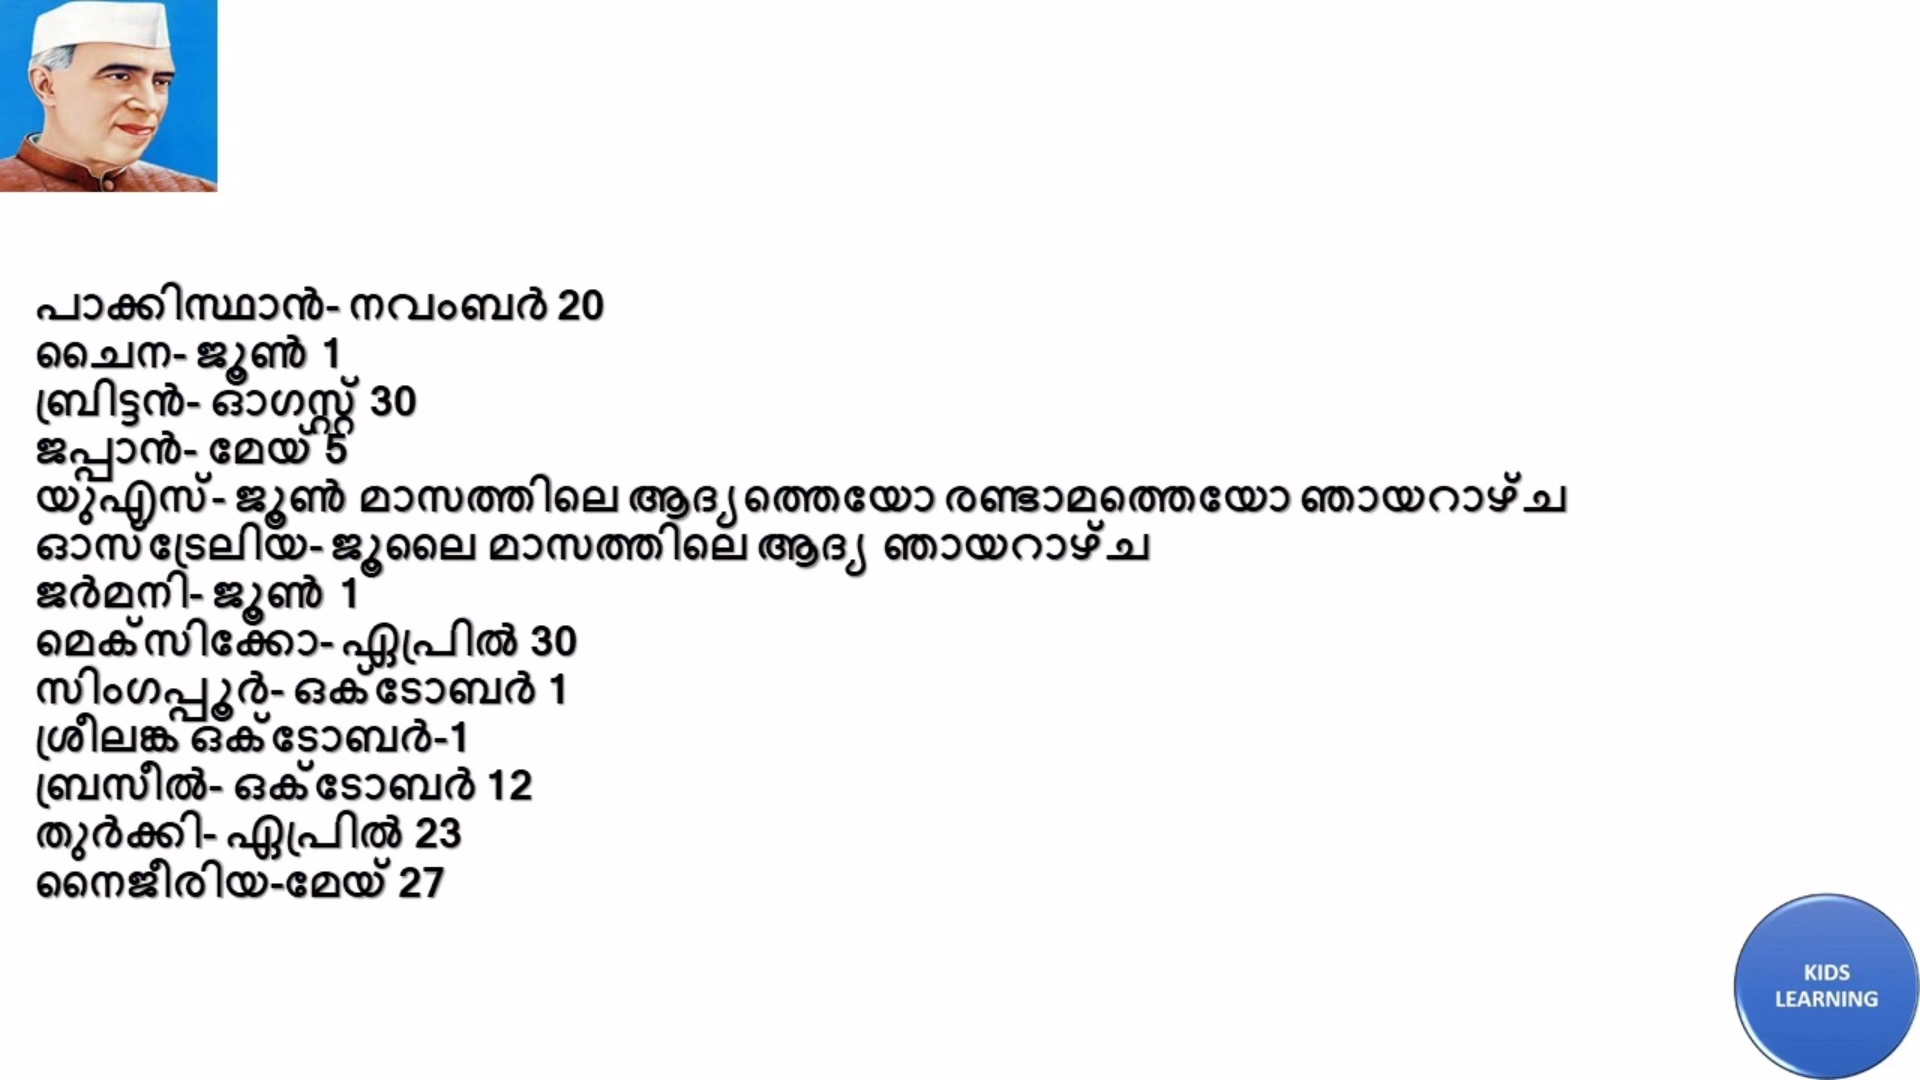 പാക്കിസ്ഥാൻ- നവംബർ 20
ചൈന- ജൂൺ 1
ബ്രിട്ടൻ- ഓഗസ്റ്റ് 30
ജപ്പാൻ- മേയ് 5
യുഎസ്- ജൂൺ മാസത്തിലെ ആദ്യത്തെയോ രണ്ടാമത്തെയോ ഞായറാഴ്ച
ഓസ്ട്രേലിയ- ജൂലൈ മാസത്തിലെ ആദ്യ ഞായറാഴ്ച
ജർമനി- ജൂൺ 1
മെക്സിക്കോ- ഏപ്രിൽ 30
സിംഗപ്പൂർ- ഒക്ടോബർ 1
ശ്രീലങ്ക ഒക്ടോബർ-1
ബ്രസീൽ- ഒക്ടോബർ 12
തുർക്കി- ഏപ്രിൽ 23
നൈജീരിയ-മേയ് 27
KIDS
LEARNING